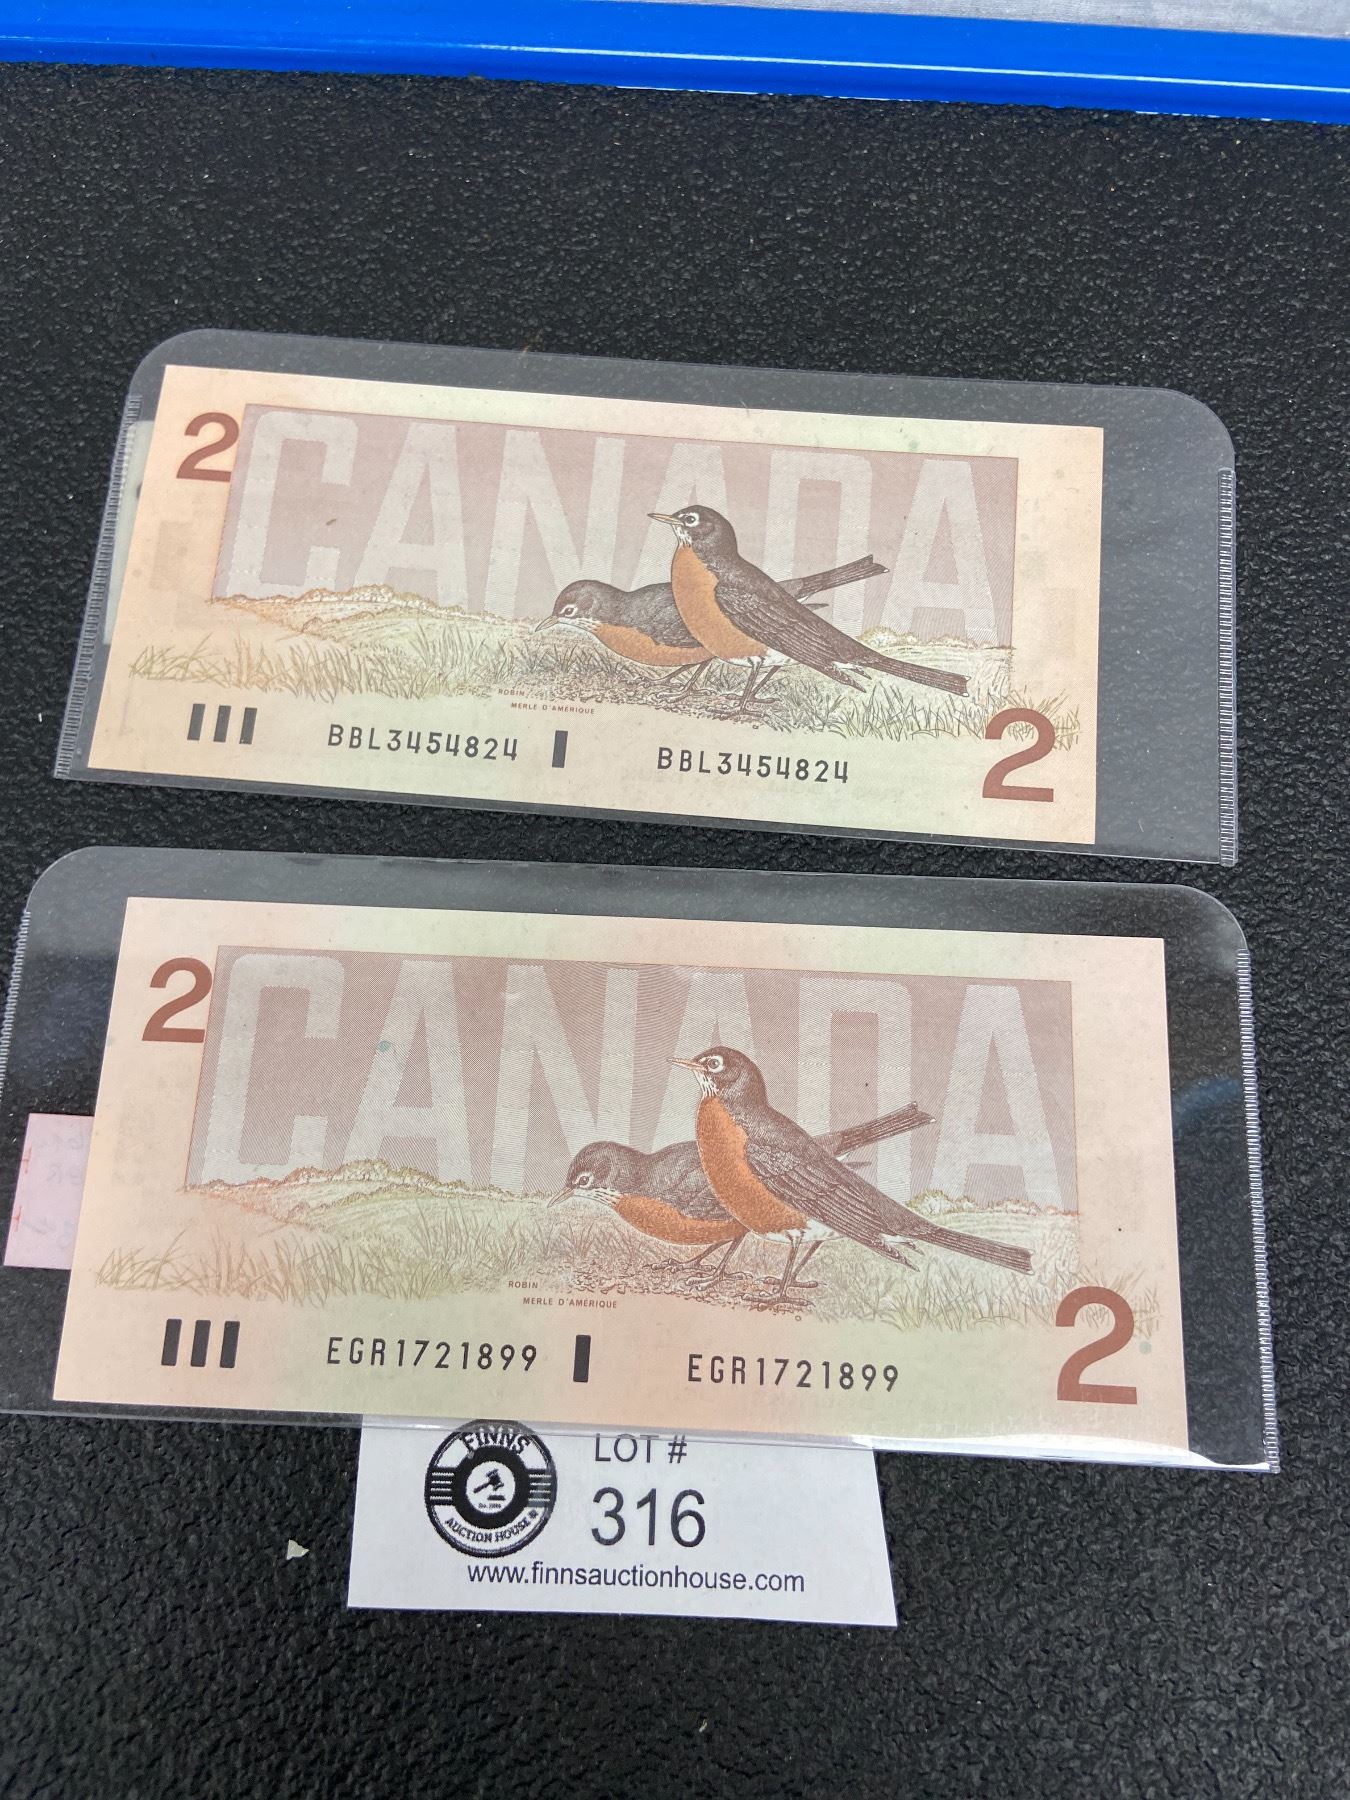 2
CANADA
ROBIN
MERLE D'AMÉRIQUE
BBL3454824 BBL3454824
2
2
CANADA
ROBIN
MERLE D'AMÉRIQUE
EGR1721899 EGR1721899
2
FINNS
AUCTION HOUSE
LOT #
316
www.finnsauctionhouse.com